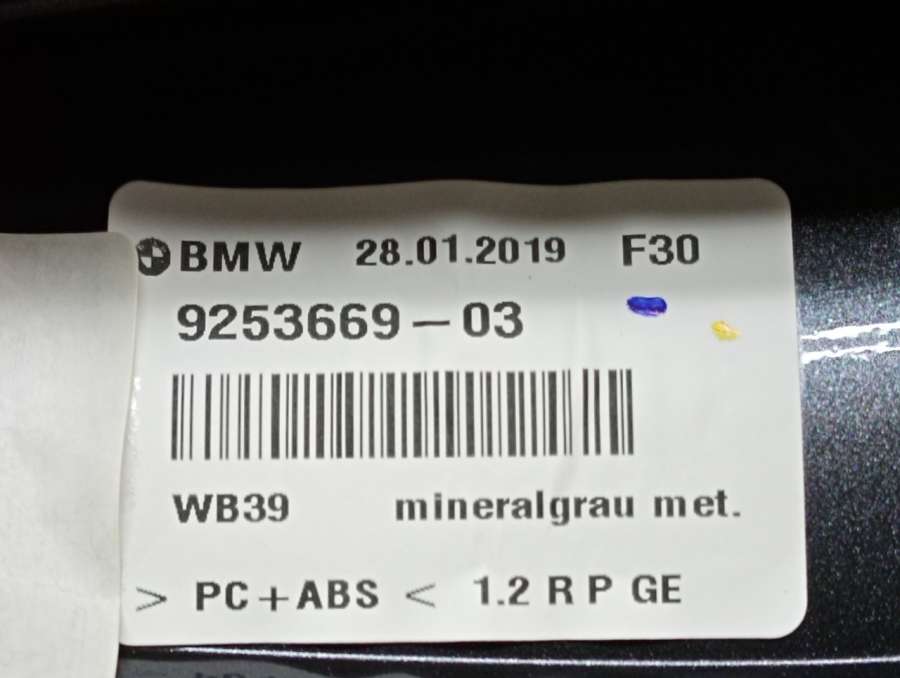 BMW 28.01.2019 F30
9253669-03
WB39 mineralgrau met.
> PC+ABS < 1.2 R P GE